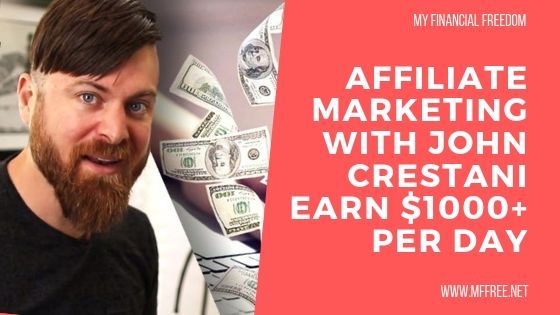 MY FINANCIAL FREEDOM
AFFILIATE
MARKETING
WITH JOHN
CRESTANI
EARN $1000+
PER DAY
WWW.MFFREE.NET